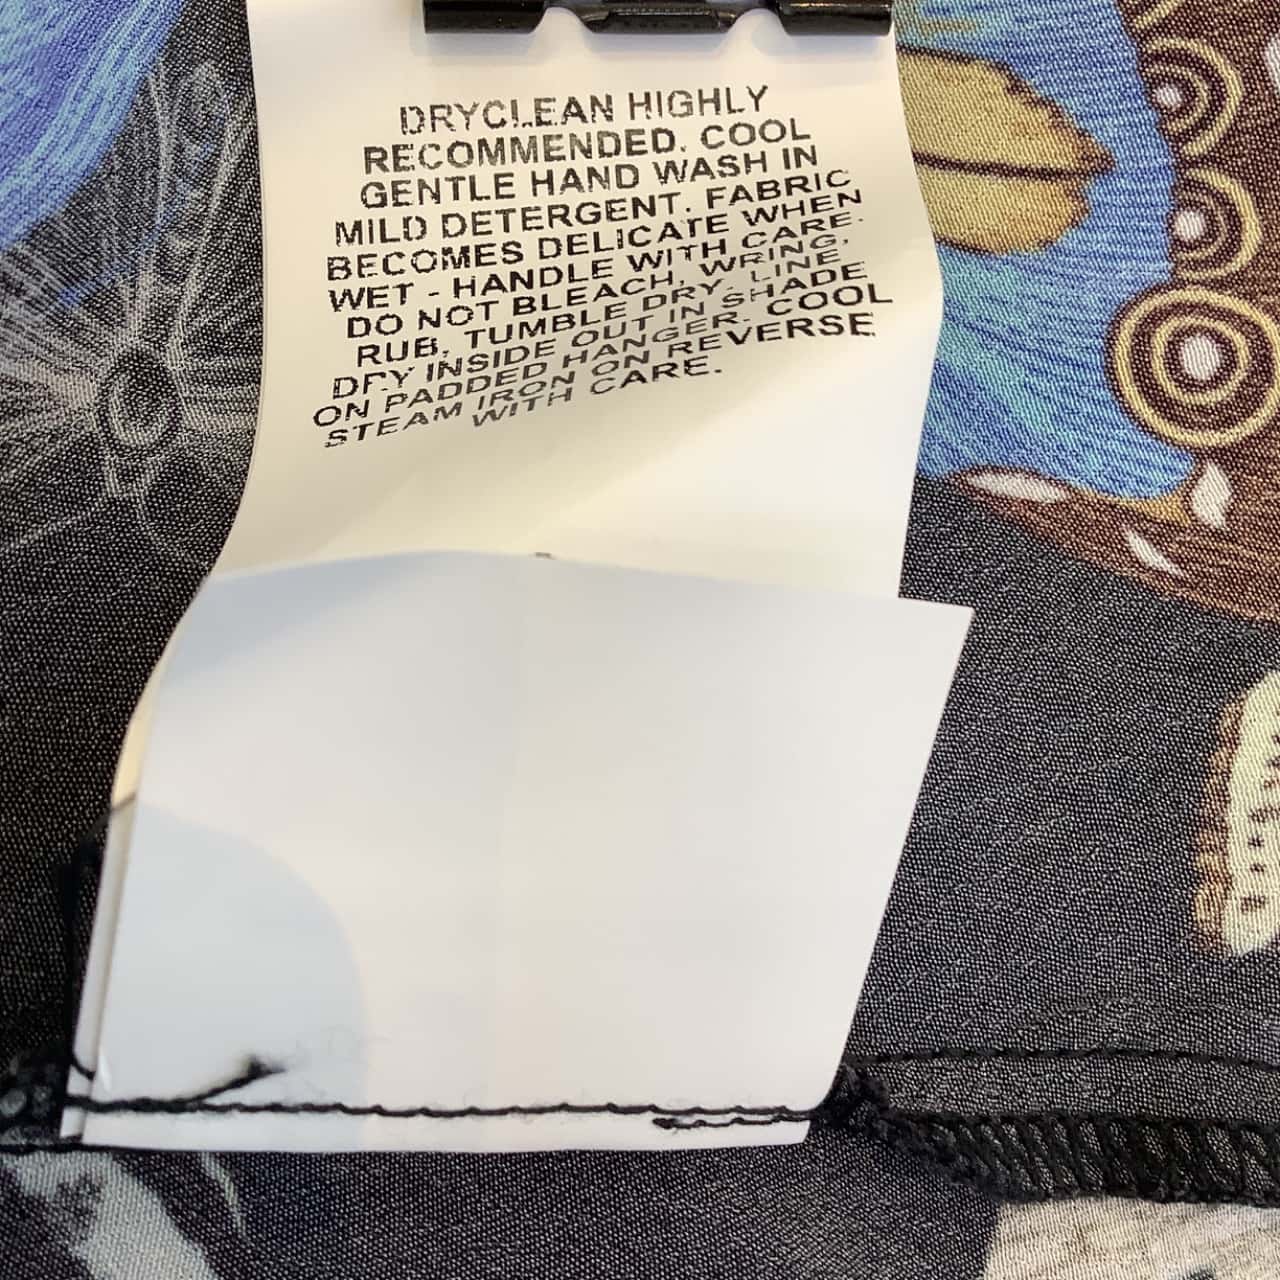 DRYCLEAN HIGHLY
RECOMMENDED. COOL
GENTLE HAND WASH IN
MILD DETERGENT. FABRIC
BECOMES DELICATE WHEN
WET - HANDLE WITH CARE.
DO NOT BLEACH, WRING,
RUB, TUMBLE DRY. LINE
DRY INSIDE OUT IN SHADE
ON PADDED HANGER. COOL
STEAM IRON ON REVERSE
WITH CARE.